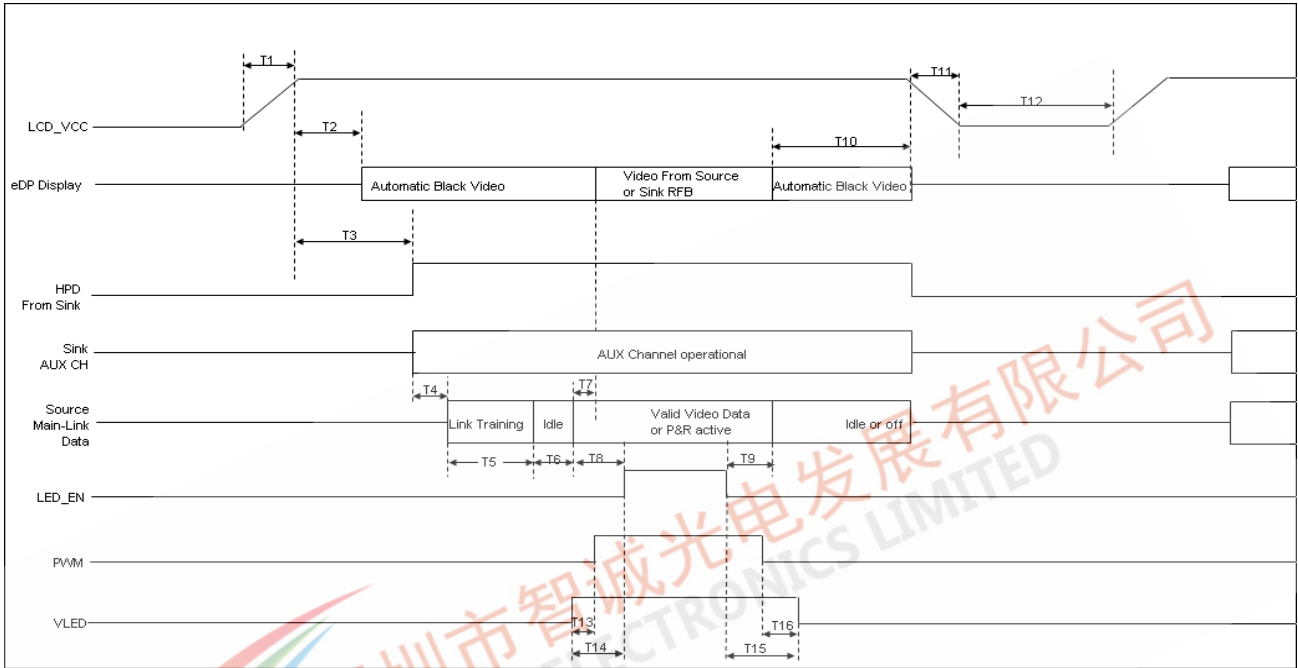 T1
T11
T12
LCD_VCC
T2
T10
eDP Display
Automatic Black Video
Video From Source
or Sink RFB
Automatic Black Video
T3
HPD
From Sink
Sink
AUX CH
AUX Channel operational
T4
T7
Source
Main-Link
Data
Link Training
Idle
Valid Video Data
or P&R active
Idle or off
T5
T6
T8
T9
LED_EN
PWM
VLED
T13
T16
T14
T15
圳市智诚光电发展有限公司
ELECTRONICS LIMITED